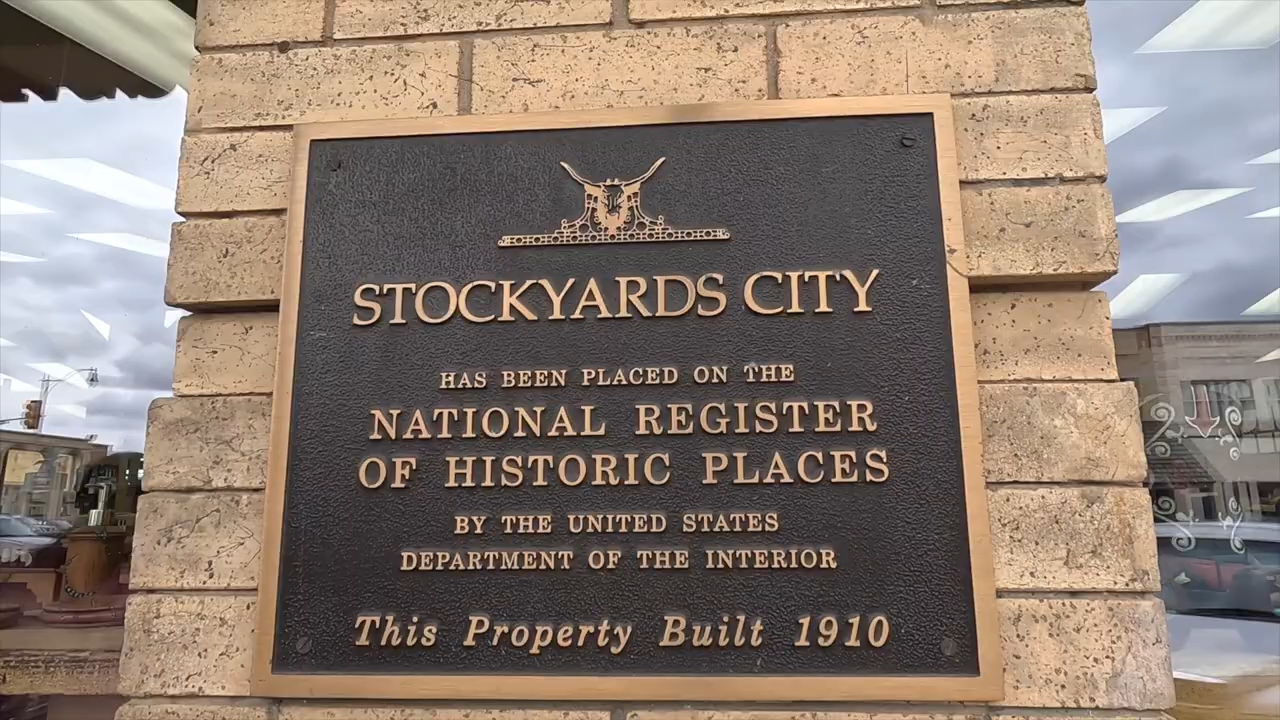 STOCKYARDS CITY
HAS BEEN PLACED ON THE
NATIONAL REGISTER
OF HISTORIC PLACES
BY THE UNITED STATES
DEPARTMENT OF THE INTERIOR
This Property Built 1910